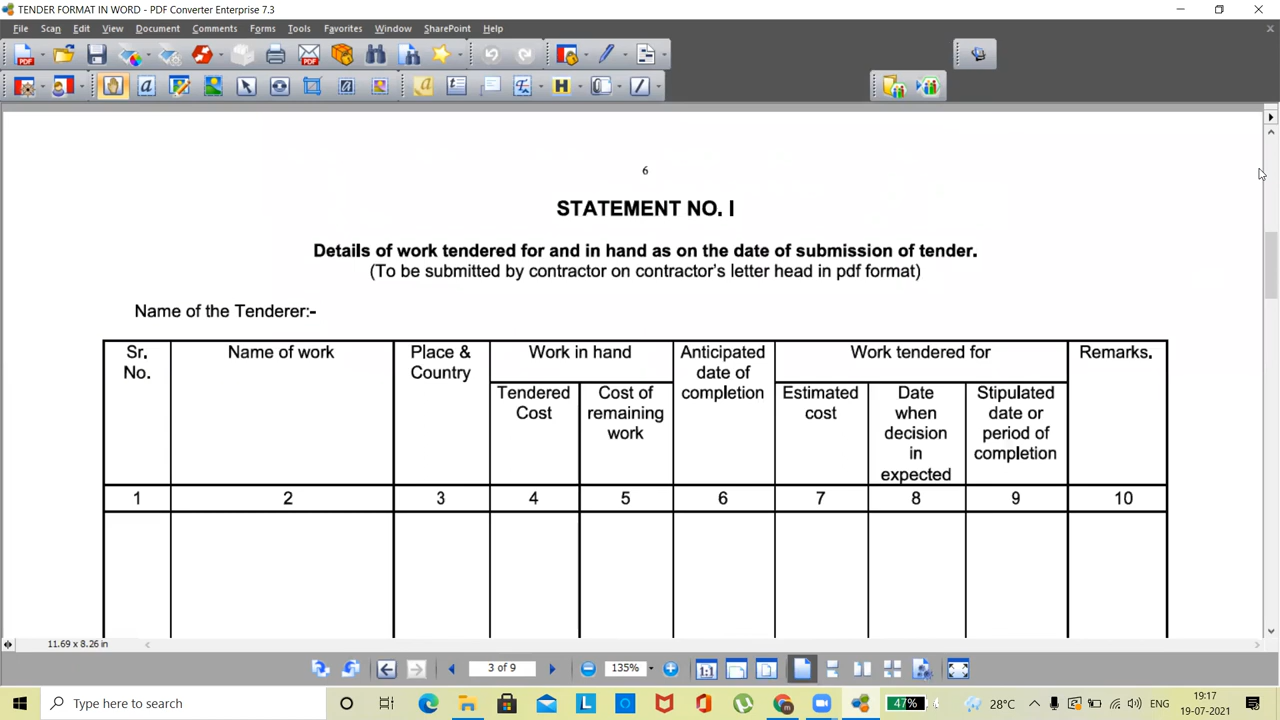 TENDER FORMAT IN WORD - PDF Converter Enterprise 7.3
File Scan Edit View Document Comments Forms Tools Favorites Window SharePoint Help
6
STATEMENT NO. I
Details of work tendered for and in hand as on the date of submission of tender.
(To be submitted by contractor on contractor's letter head in pdf format)
Name of the Tenderer:-
Sr. No.
Name of work
Place & Country
Work in hand
Tendered Cost
Cost of remaining work
Anticipated date of completion
Work tendered for
Estimated cost
Date when decision in expected
Stipulated date or period of completion
Remarks.
1 2 3 4 5 6 7 8 9 10
11.69 x 8.26 in
3 of 9
135%
1:1
Type here to search
47%
28°C
ENG
19:17
19-07-2021